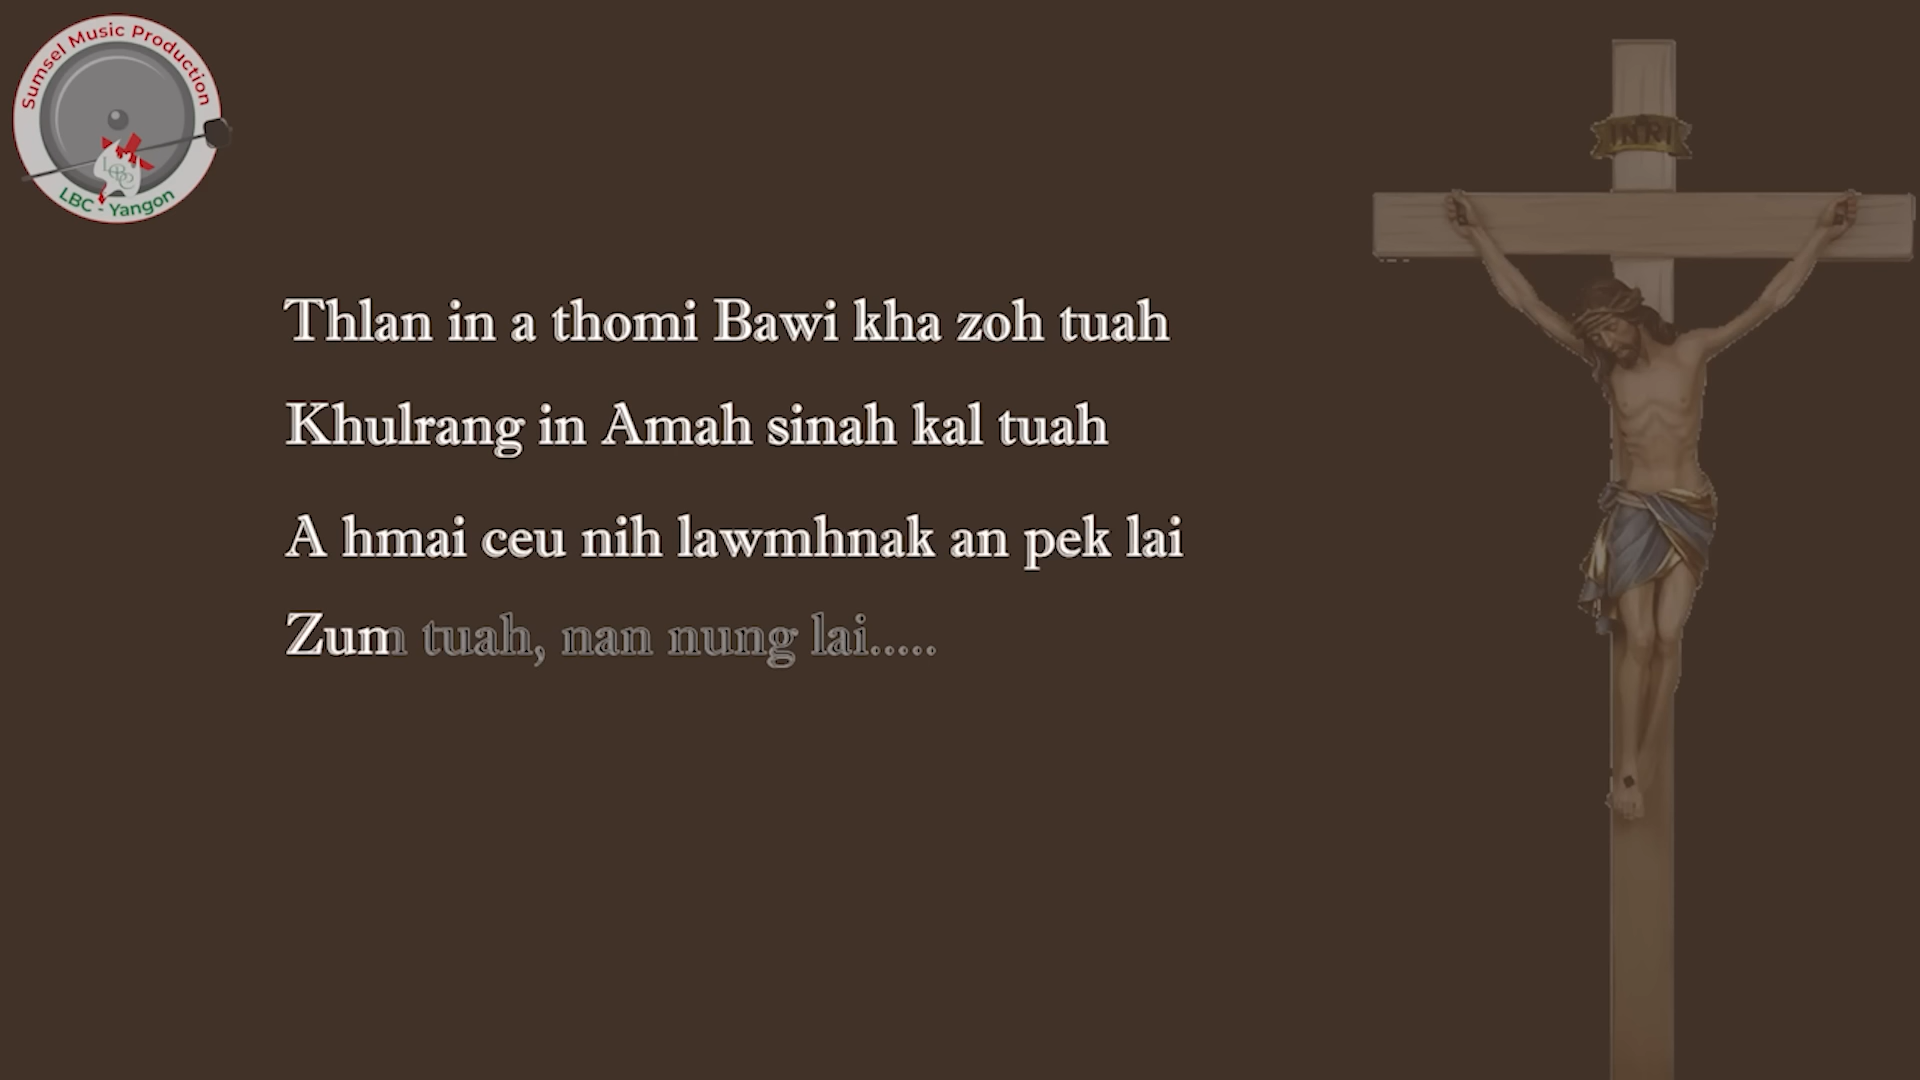 Sumsel Music Production
LBC
LBC - Yangon
INRI
Thlan in a thomi Bawi kha zoh tuah
Khulrang in Amah sinah kal tuah
A hmai ceu nih lawmhnak an pek lai
Zum tuah, nan nung lai.....